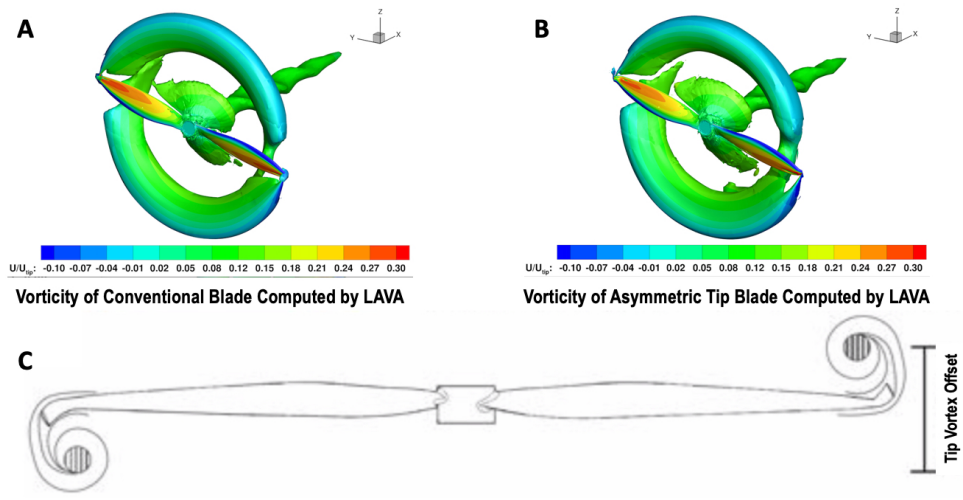 A
Z
Y
X
B
Z
Y
X
U/Utip: -0.10 -0.07 -0.04 -0.01 0.02 0.05 0.08 0.12 0.15 0.18 0.21 0.24 0.27 0.30
U/Utip: -0.10 -0.07 -0.04 -0.01 0.02 0.05 0.08 0.12 0.15 0.18 0.21 0.24 0.27 0.30
Vorticity of Conventional Blade Computed by LAVA
Vorticity of Asymmetric Tip Blade Computed by LAVA
C
Tip Vortex Offset